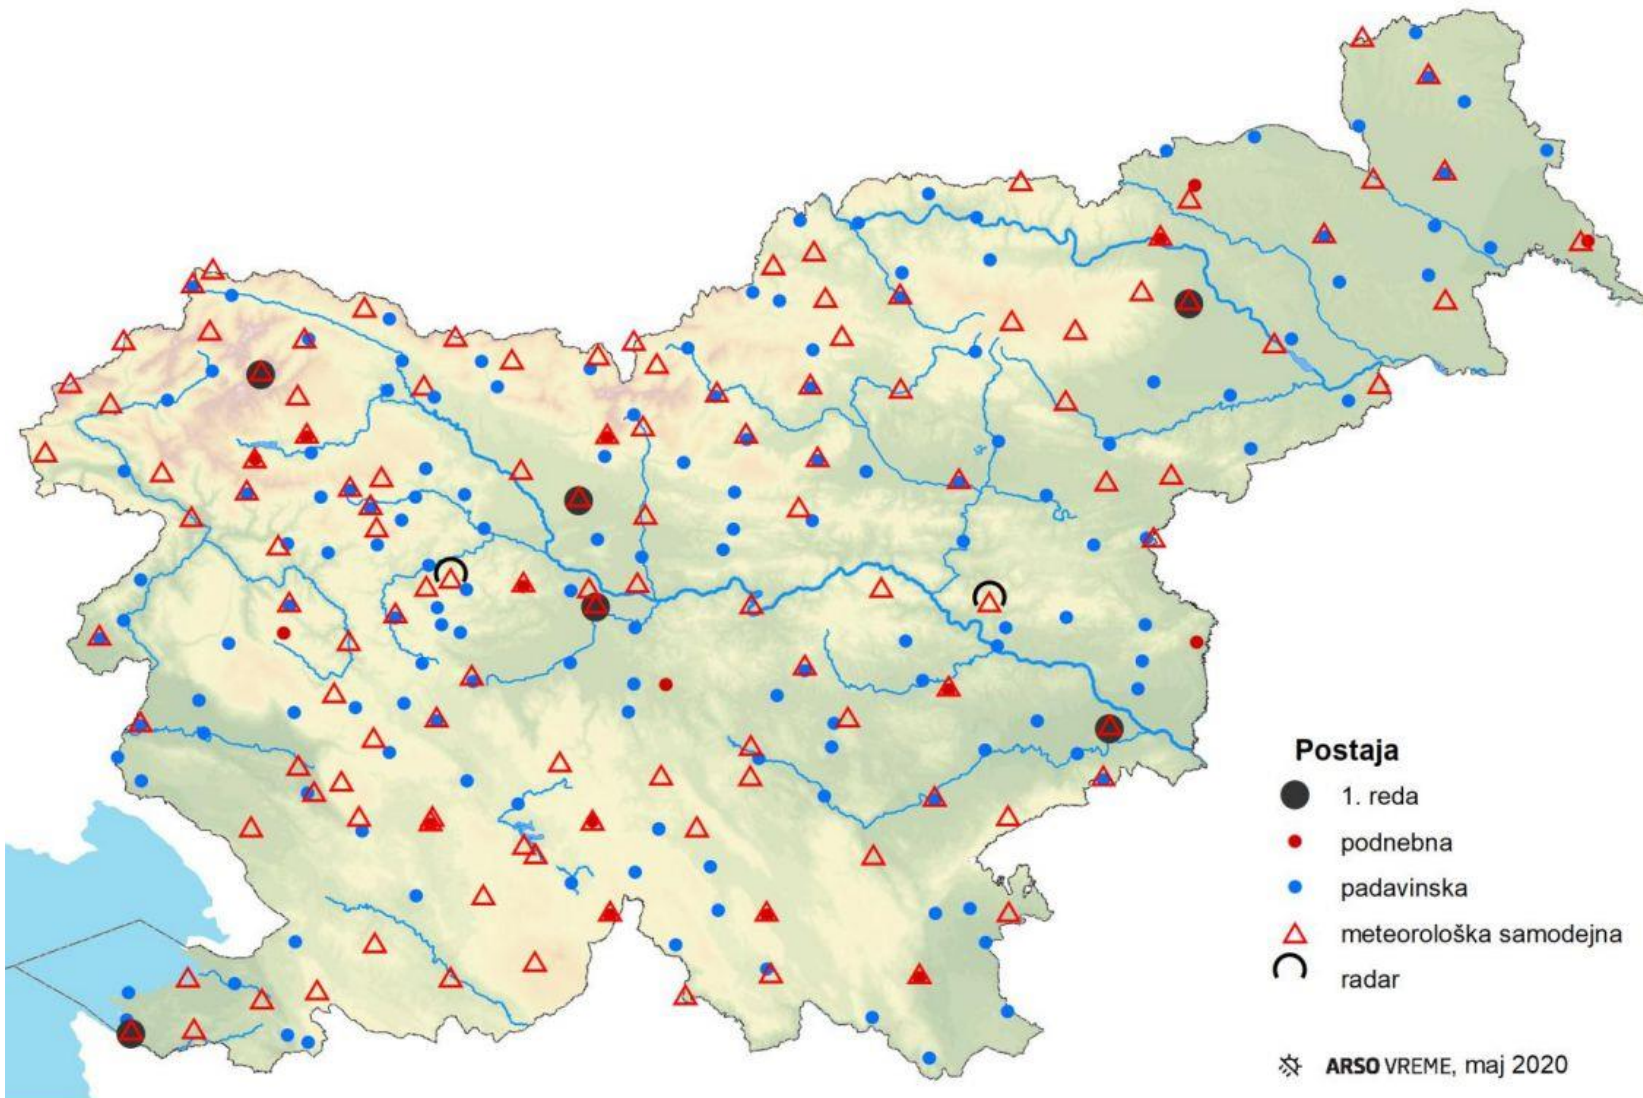 Postaja
1. reda
podnebna
padavinska
meteorološka samodejna
radar
ARSO VREME, maj 2020